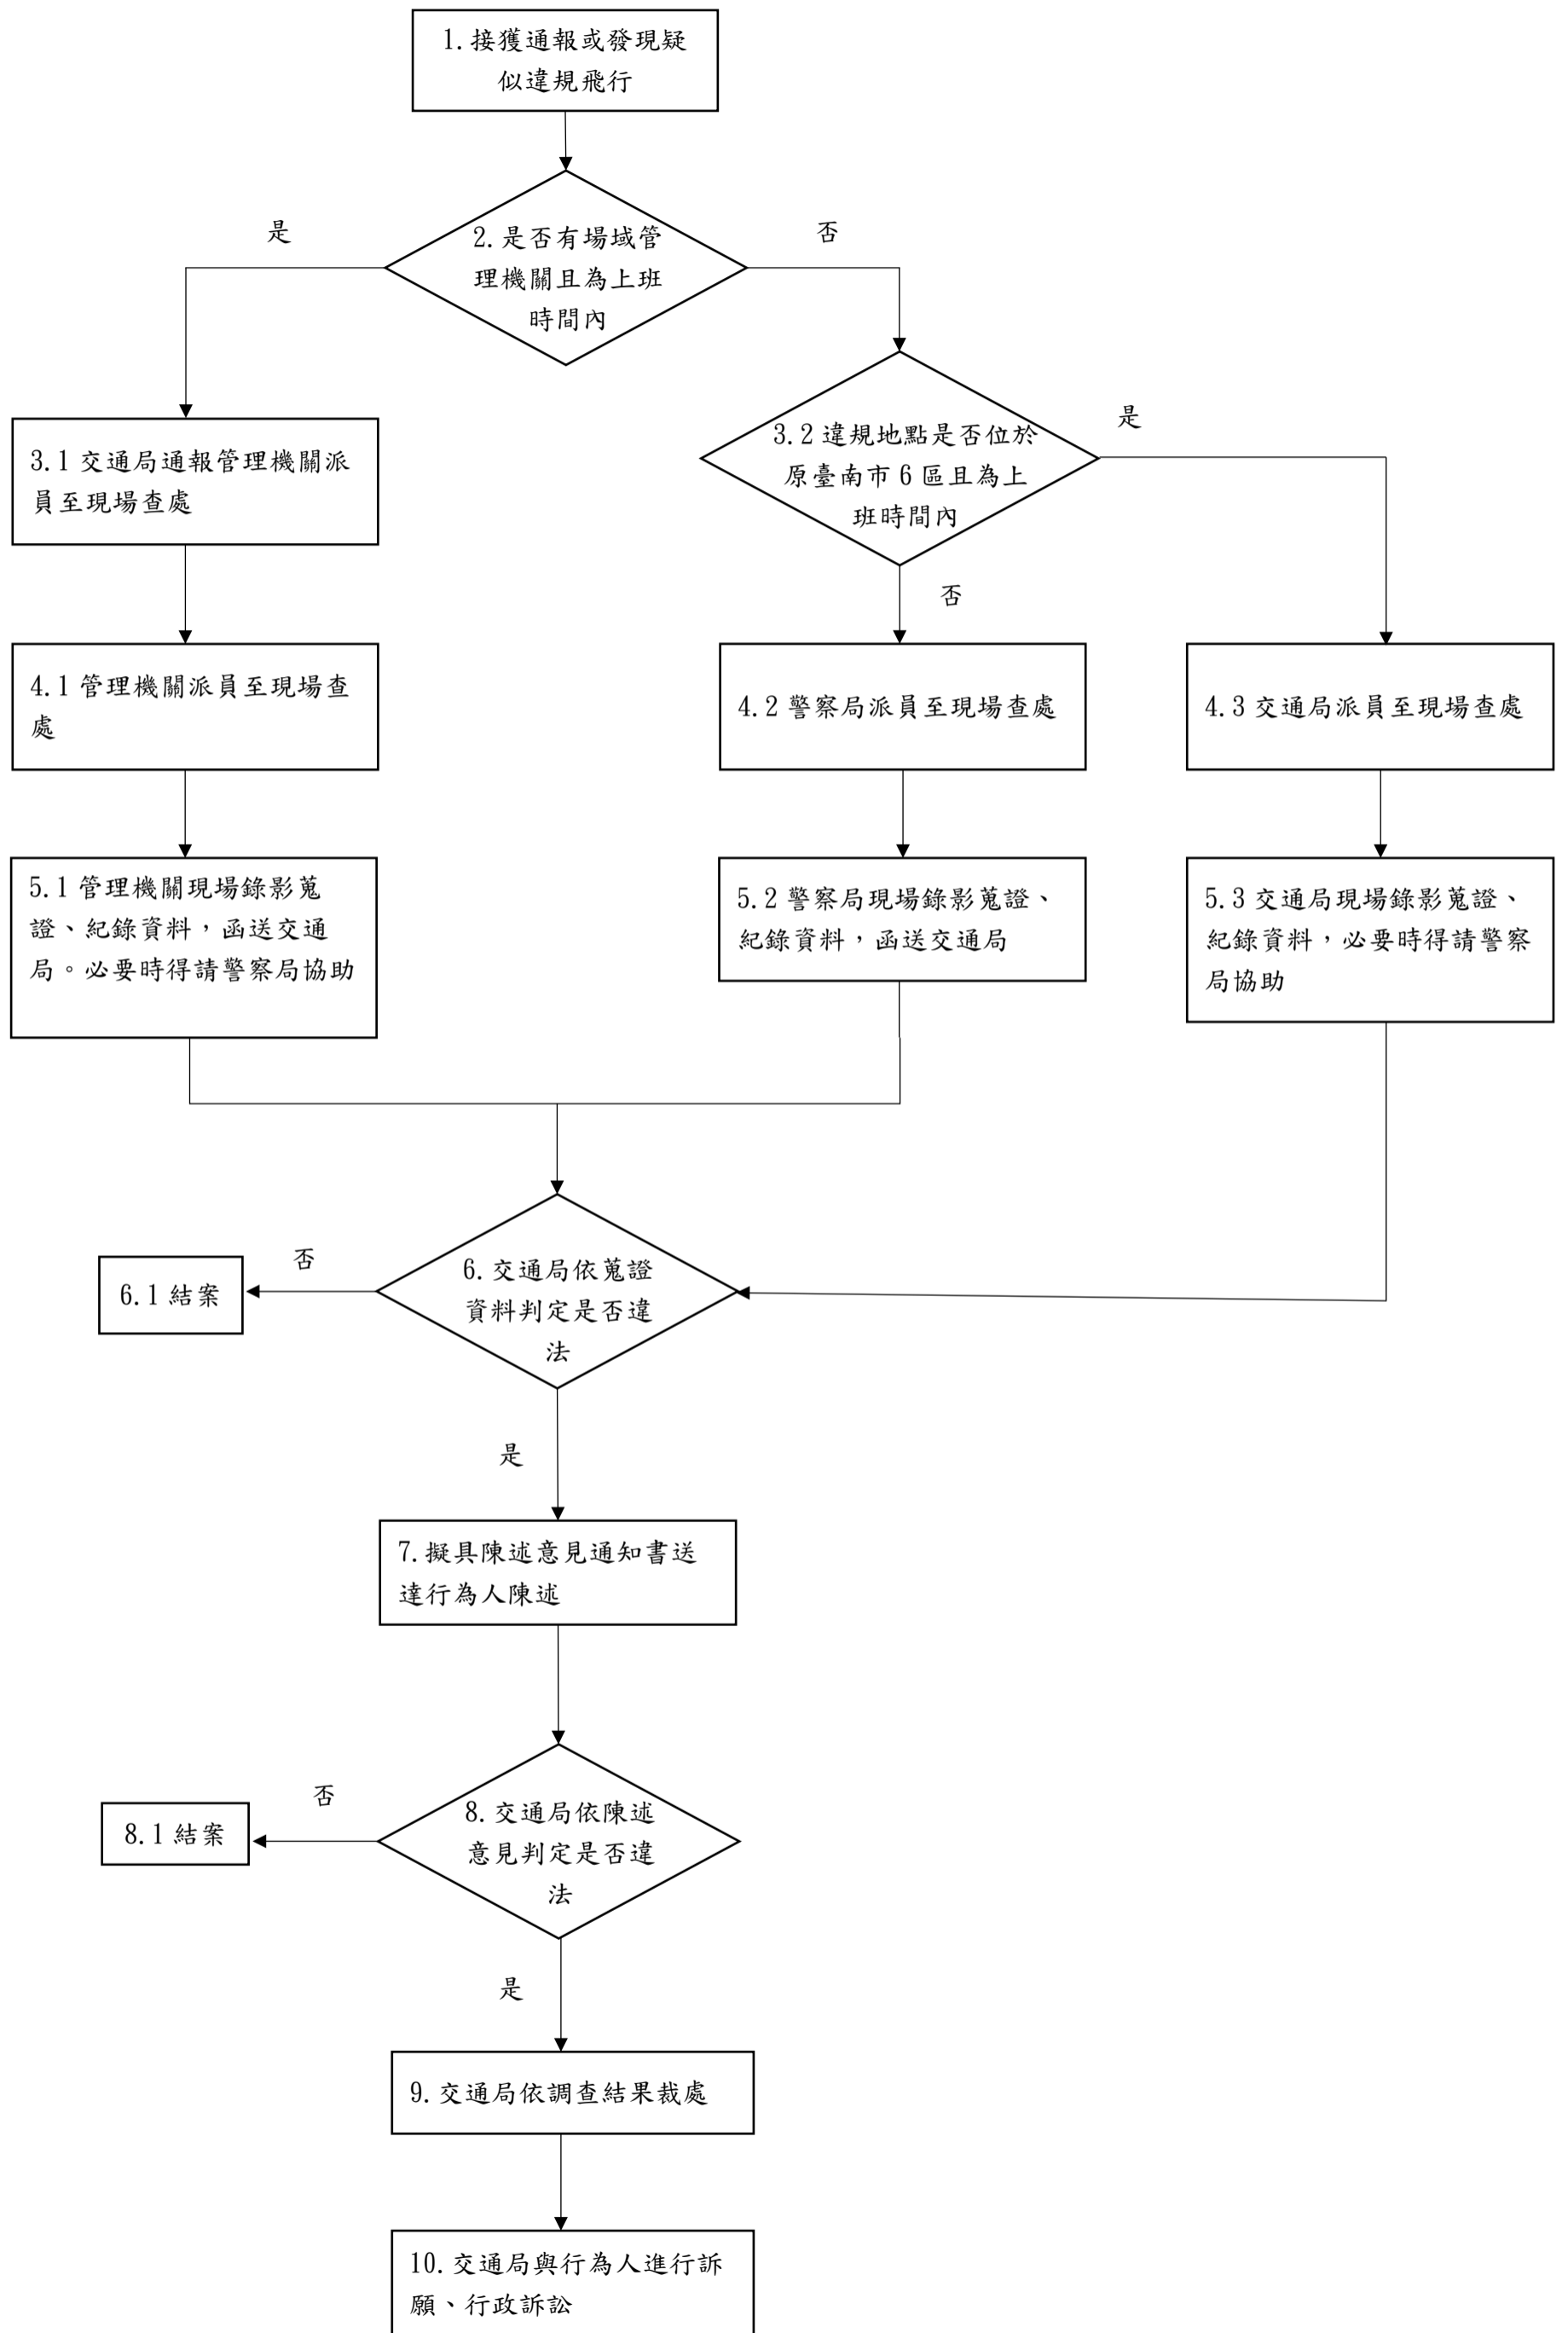 1.接獲通報或發現疑
似違規飛行
是
否
2.是否有場域管
理機關且為上班
時間內
3.1 交通局通報管理機關派
員至現場查處
3.2 違規地點是否位於
原臺南市 6 區且為上
班時間內
是
否
4.1 管理機關派員至現場查
處
4.2 警察局派員至現場查處
4.3 交通局派員至現場查處
5.1 管理機關現場錄影蒐
證、紀錄資料，函送交通
局。必要時得請警察局協助
5.2 警察局現場錄影蒐證、
紀錄資料，函送交通局
5.3 交通局現場錄影蒐證、
紀錄資料，必要時得請警察
局協助
6.交通局依蒐證
資料判定是否違
法
否
6.1 結案
是
7.擬具陳述意見通知書送
達行為人陳述
8.交通局依陳述
意見判定是否違
法
否
8.1 結案
是
9.交通局依調查結果裁處
10.交通局與行為人進行訴
願、行政訴訟